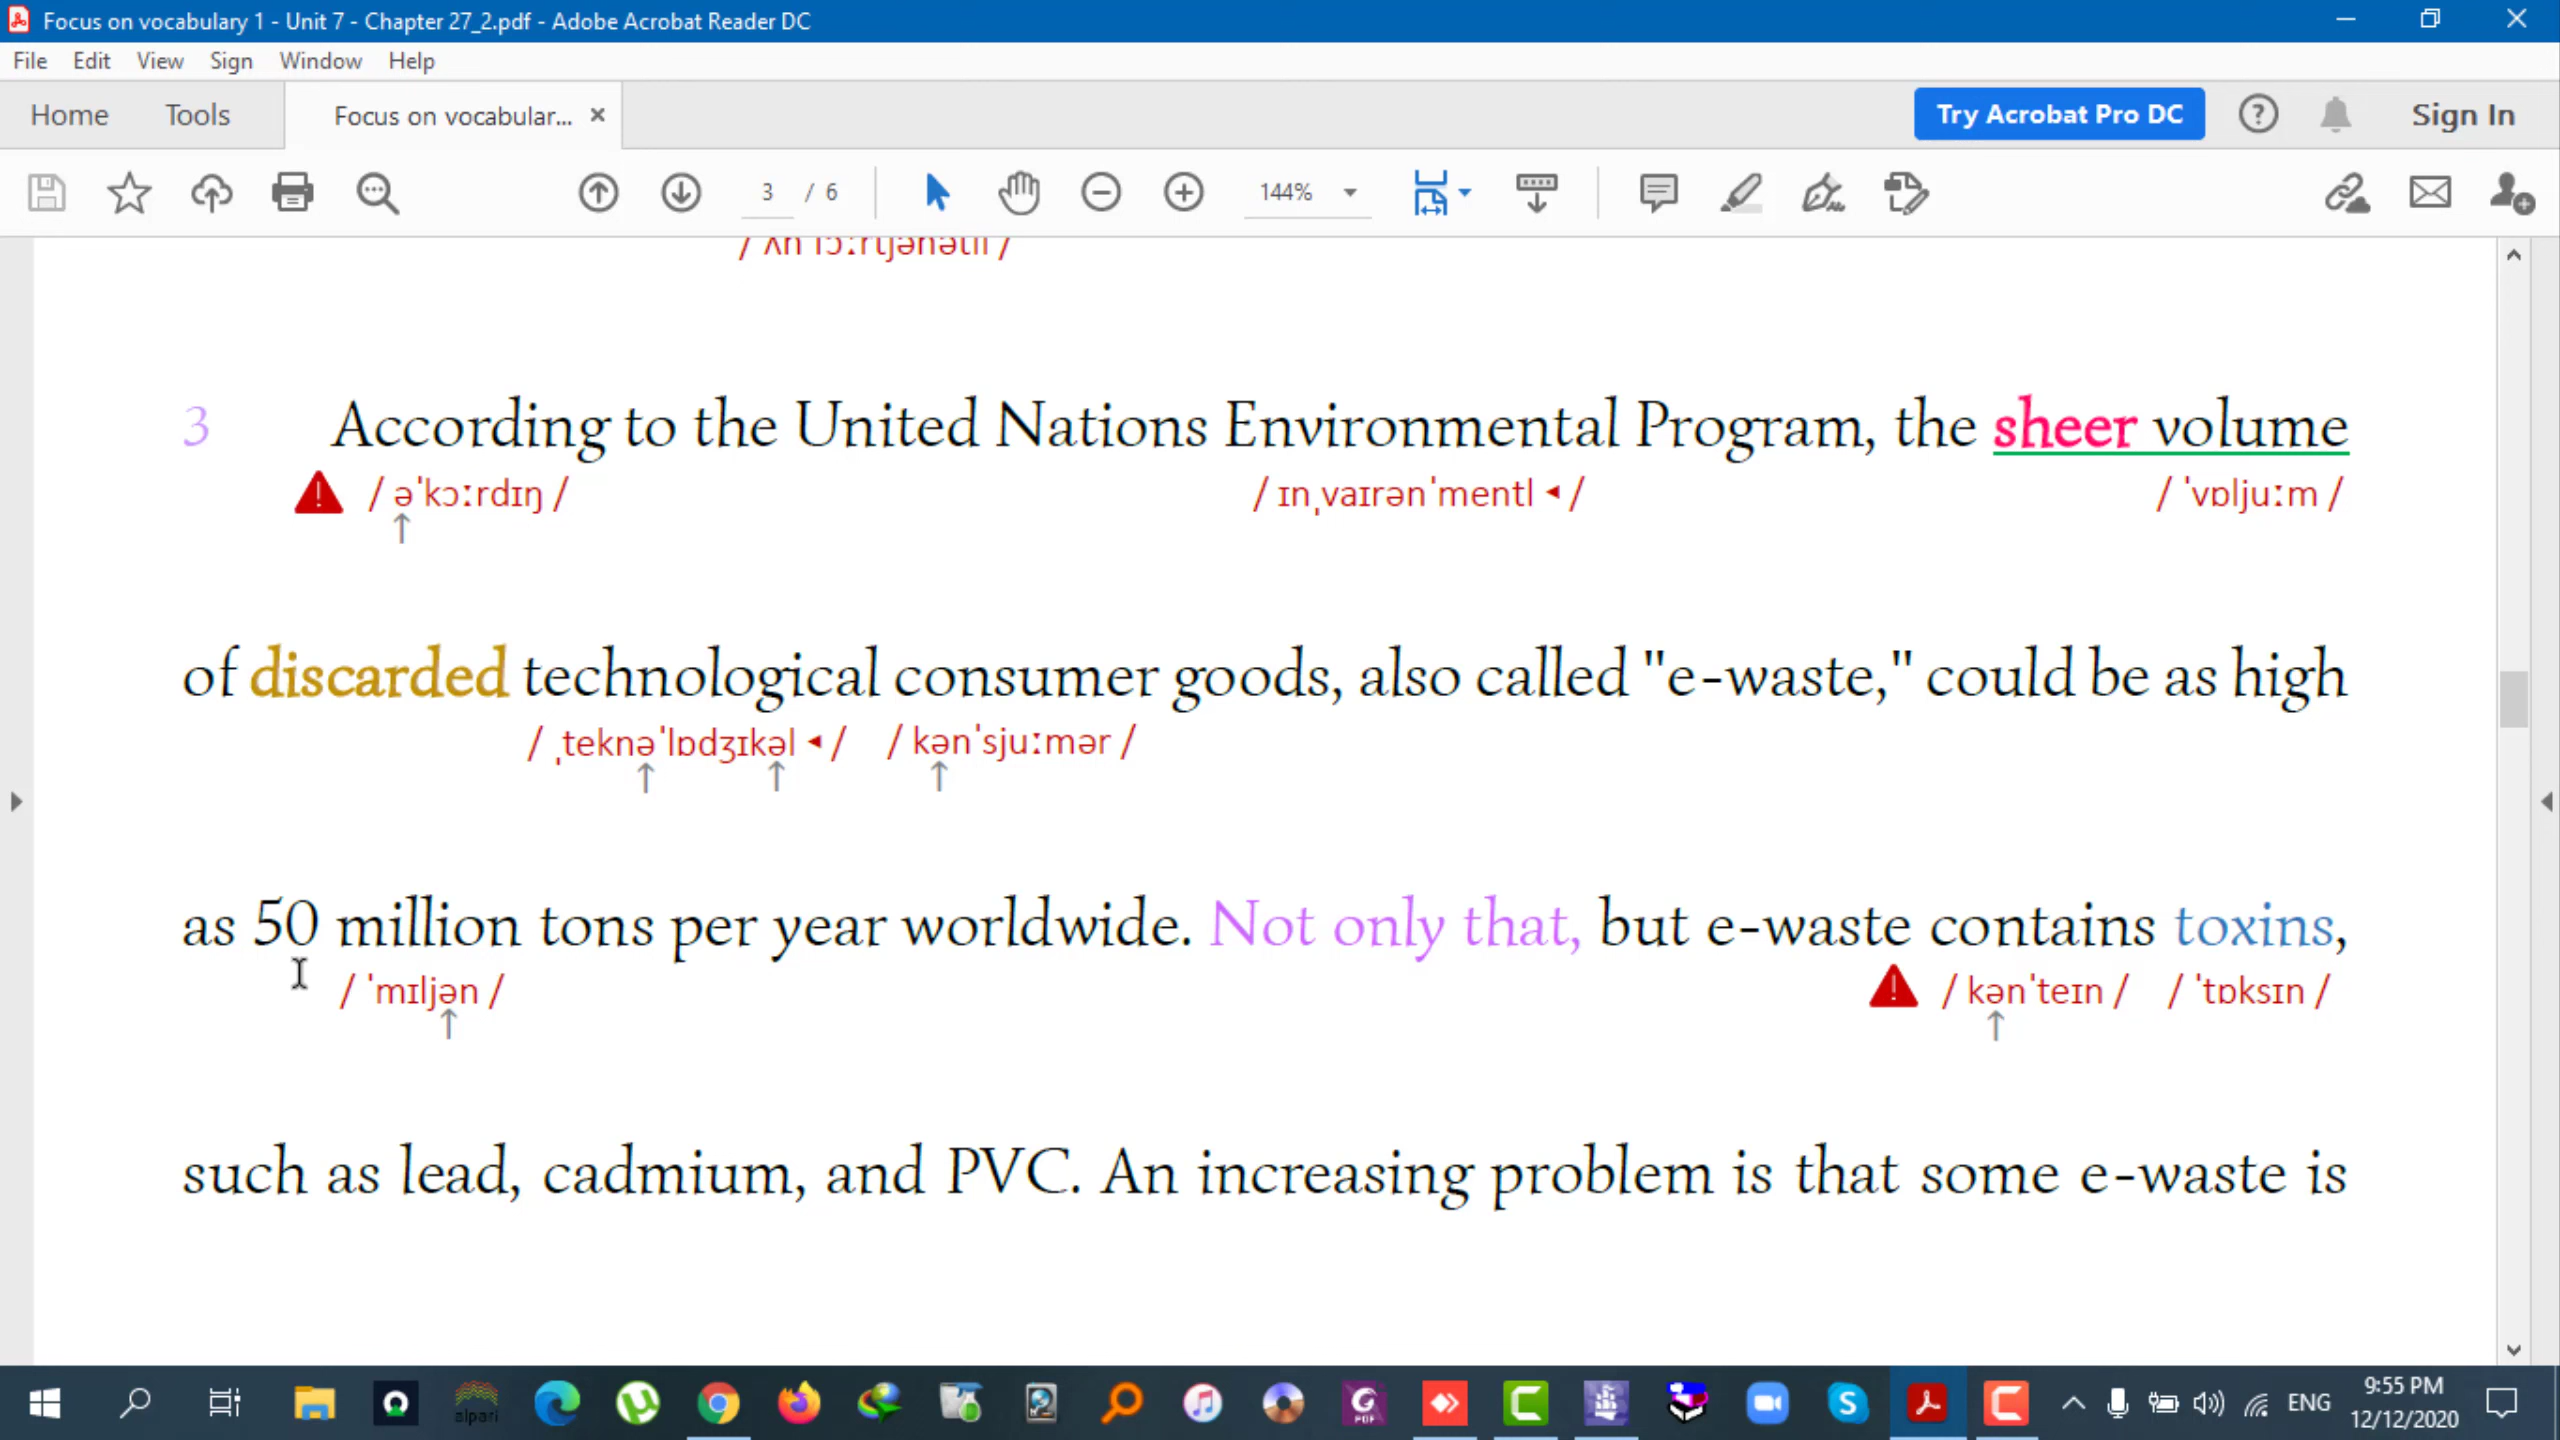 Focus on vocabulary 1 - Unit 7 - Chapter 27_2.pdf - Adobe Acrobat Reader DC
File Edit View Sign Window Help
Home Tools Focus on vocabular... × Try Acrobat Pro DC Sign In
3 / 6 144%
3 According to the United Nations Environmental Program, the sheer volume
/ əˈkɔːrdɪŋ / / ɪnˌvaɪrənˈmentl ◂ / / ˈvɒljuːm /
of discarded technological consumer goods, also called "e-waste," could be as high
/ ˌteknəˈlɒdʒɪkəl ◂ / / kənˈsjuːmər /
as 50 million tons per year worldwide. Not only that, but e-waste contains toxins,
/ ˈmɪljən / / kənˈteɪn / / ˈtɒksɪn /
such as lead, cadmium, and PVC. An increasing problem is that some e-waste is
alpari
PDF
ENG
9:55 PM
12/12/2020